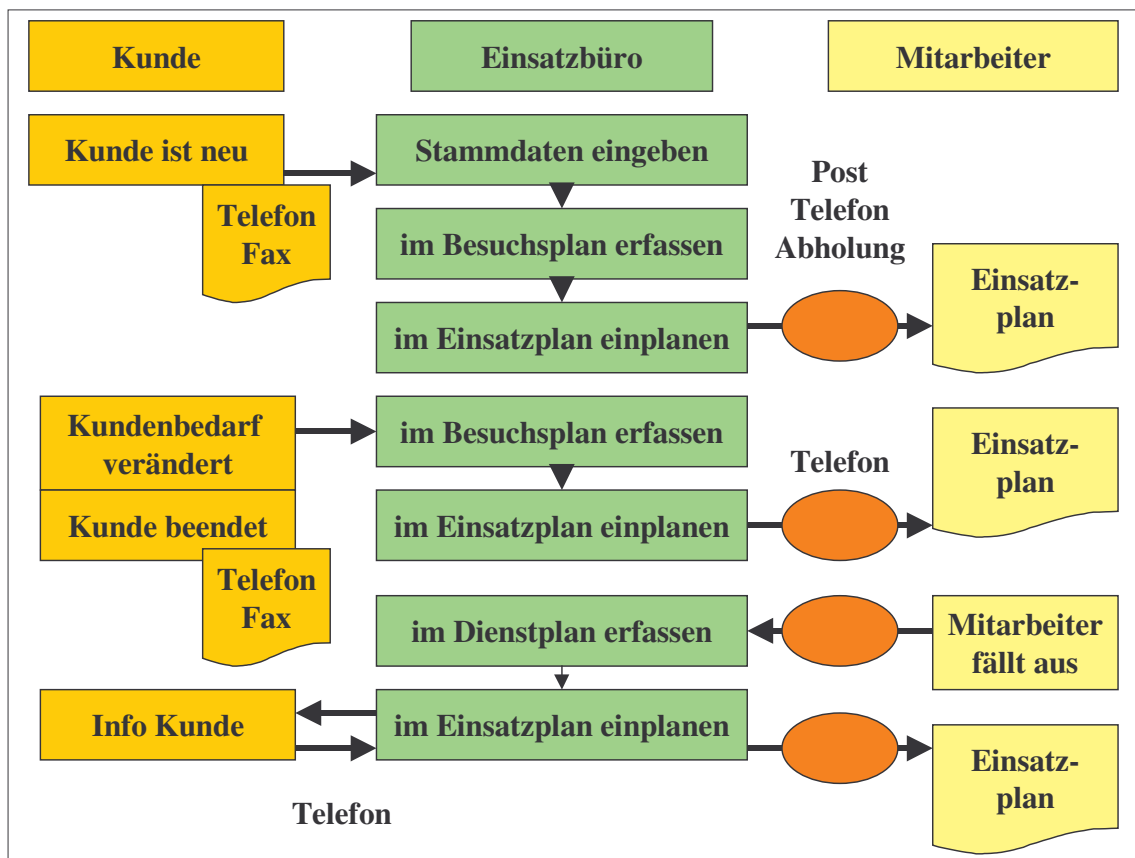 Kunde
Einsatzbüro
Mitarbeiter
Kunde ist neu
Stammdaten eingeben
Telefon
Fax
im Besuchsplan erfassen
Post
Telefon
Abholung
im Einsatzplan einplanen
Einsatz-
plan
Kundenbedarf
verändert
im Besuchsplan erfassen
Kunde beendet
im Einsatzplan einplanen
Telefon
Einsatz-
plan
Telefon
Fax
im Dienstplan erfassen
Mitarbeiter
fällt aus
Info Kunde
im Einsatzplan einplanen
Einsatz-
plan
Telefon